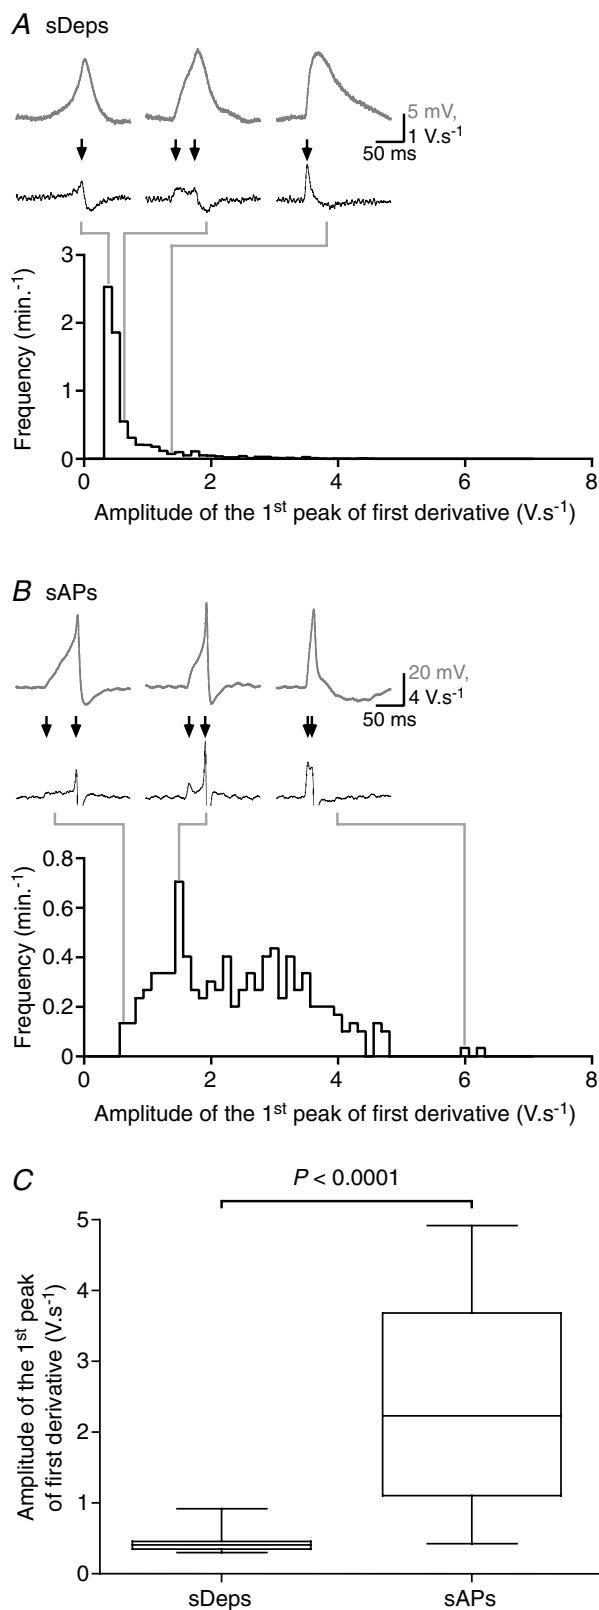 A sDeps
5 mV,
1 V.s-1
50 ms
3
2
1
0
Frequency (min.-1)
0 2 4 6 8
Amplitude of the 1st peak of first derivative (V.s-1)
B sAPs
20 mV,
4 V.s-1
50 ms
0.8
0.6
0.4
0.2
0
Frequency (min.-1)
0 2 4 6 8
Amplitude of the 1st peak of first derivative (V.s-1)
C
P < 0.0001
5
4
3
2
1
0
Amplitude of the 1st peak
of first derivative (V.s-1)
sDeps sAPs